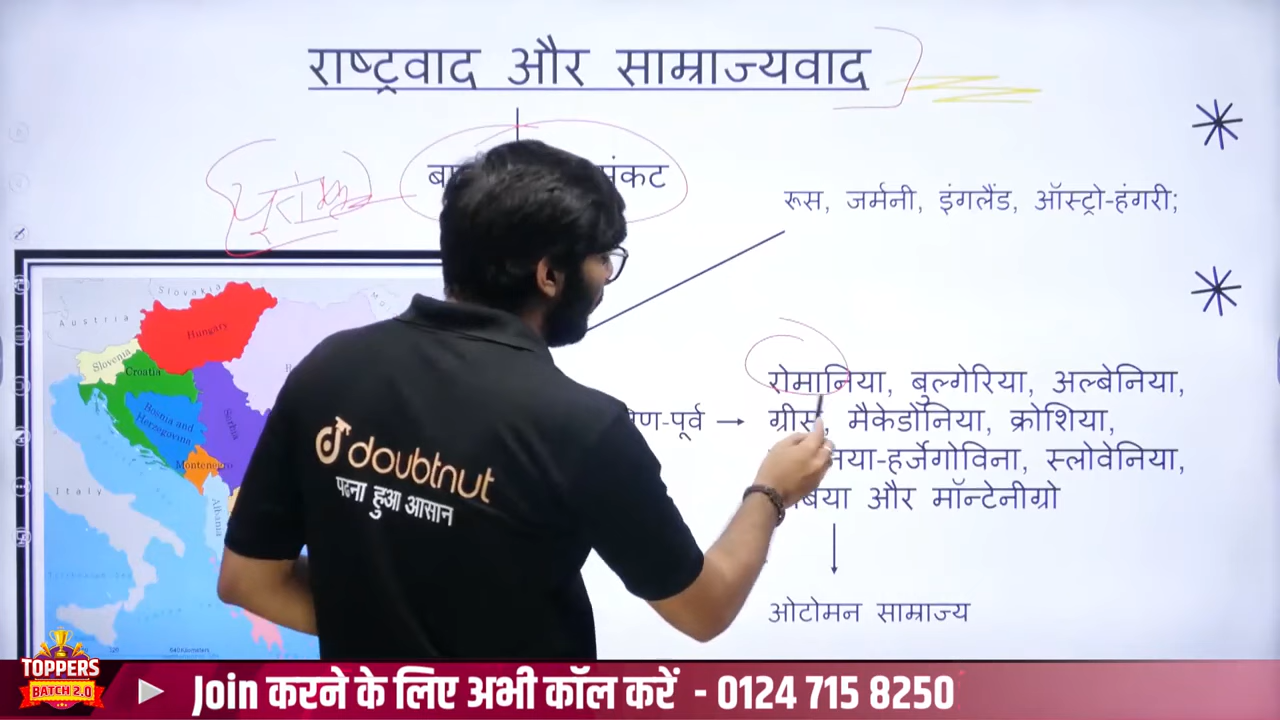 राष्ट्रवाद और साम्राज्यवाद
संकट
रूस, जर्मनी, इंगलैंड, ऑस्ट्रो-हंगरी;
रोमानिया, बुल्गेरिया, अल्बेनिया,
-पूर्व → ग्रीस, मैकेडौनिया, क्रोशिया,
-हर्जेगोविना, स्लोवेनिया,
और मॉन्टेनीग्रो
ओटोमन साम्राज्य
Slovakia
Austria
Hungary
Slovenia
Croatia
Bosnia and
Herzegovina
Serbia
Montenegro
Italy
Albania
doubtnut
पढना हुआ आसान
TOPPERS
BATCH 2.0
Join करने के लिए अभी कॉल करें - 0124 715 8250